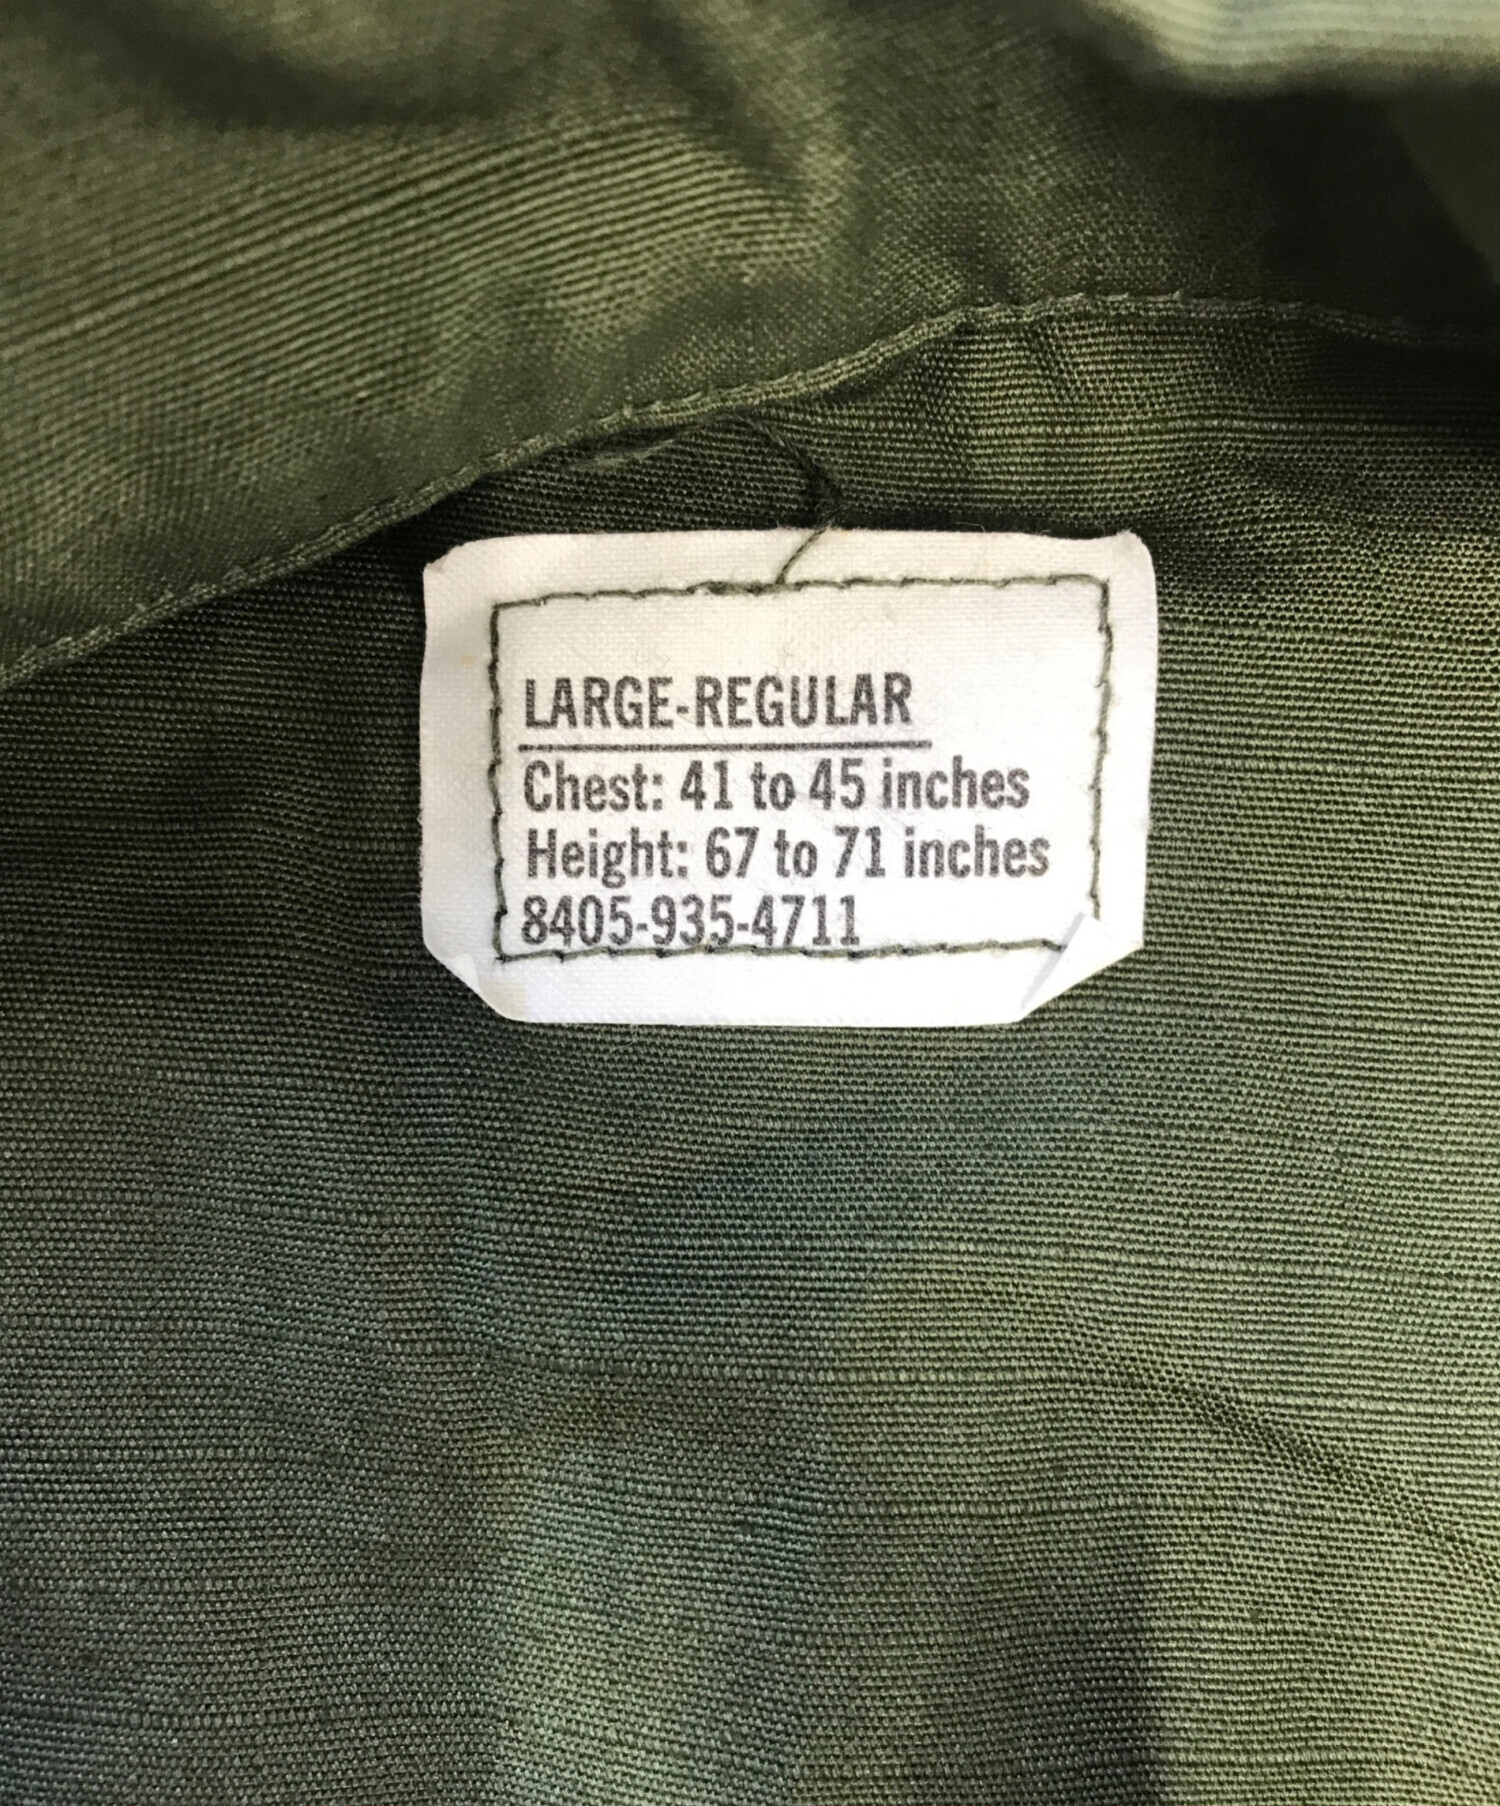 LARGE-REGULAR
Chest: 41 to 45 inches
Height: 67 to 71 inches
8405-935-4711